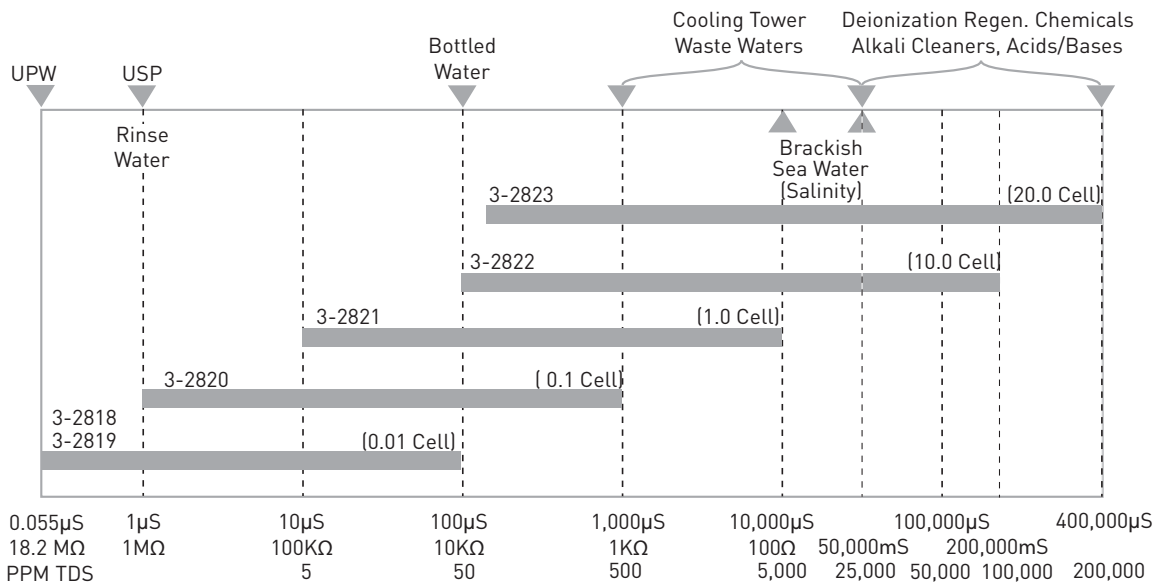 Cooling Tower
Waste Waters
Deionization Regen. Chemicals
Alkali Cleaners, Acids/Bases
Bottled
Water
UPW
USP
Rinse
Water
Brackish
Sea Water
(Salinity)
3-2823 (20.0 Cell)
3-2822 (10.0 Cell)
3-2821 (1.0 Cell)
3-2820 ( 0.1 Cell)
3-2818
3-2819 (0.01 Cell)
0.055µS 1µS 10µS 100µS 1,000µS 10,000µS 100,000µS 400,000µS
18.2 MΩ 1MΩ 100KΩ 10KΩ 1KΩ 100Ω 50,000mS 200,000mS
PPM TDS 5 50 500 5,000 25,000 50,000 100,000 200,000